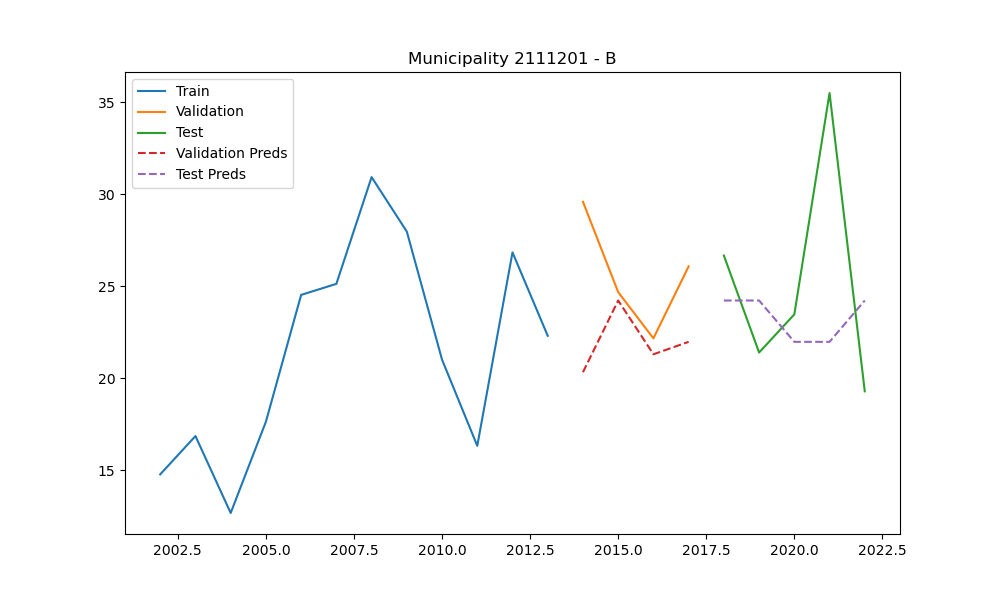 Municipality 2111201 - B
Train
Validation
Test
Validation Preds
Test Preds
35
30
25
20
15
2002.5 2005.0 2007.5 2010.0 2012.5 2015.0 2017.5 2020.0 2022.5